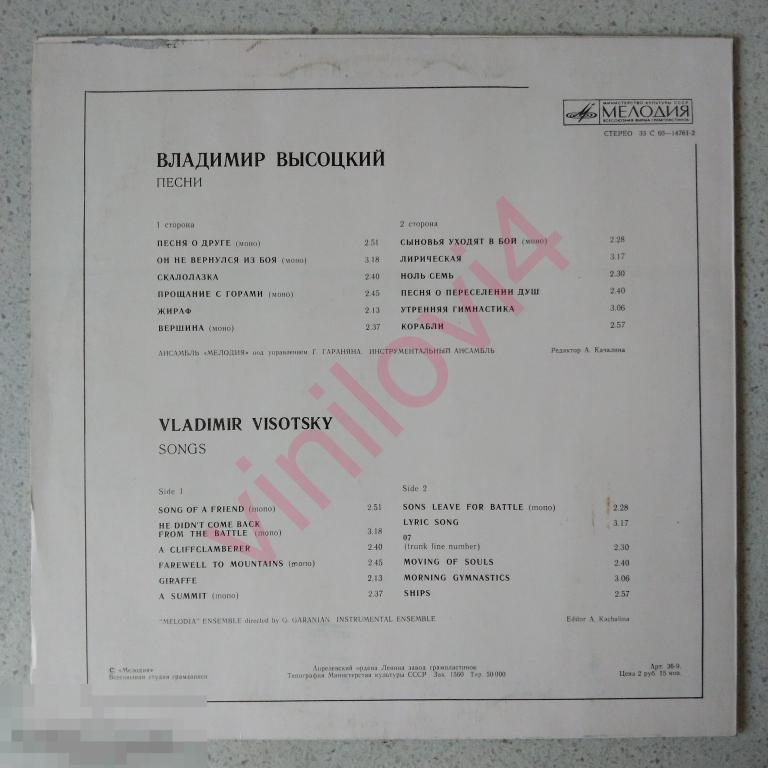 МИНИСТЕРСТВО КУЛЬТУРЫ СССР
МЕЛОДИЯ
ВСЕСОЮЗНАЯ ФИРМА ГРАМПЛАСТИНОК
СТЕРЕО 33 С 60—14761-2
ВЛАДИМИР ВЫСОЦКИЙ
ПЕСНИ
1 сторона
ПЕСНЯ О ДРУГЕ (моно) 2.51
ОН НЕ ВЕРНУЛСЯ ИЗ БОЯ (моно) 3.18
СКАЛОЛАЗКА 2.40
ПРОЩАНИЕ С ГОРАМИ (моно) 2.45
ЖИРАФ 2.13
ВЕРШИНА (моно) 2.37
2 сторона
СЫНОВЬЯ УХОДЯТ В БОЙ (моно) 2.28
ЛИРИЧЕСКАЯ 3.17
НОЛЬ СЕМЬ 2.30
ПЕСНЯ О ПЕРЕСЕЛЕНИИ ДУШ 2.40
УТРЕННЯЯ ГИМНАСТИКА 3.06
КОРАБЛИ 2.57
АНСАМБЛЬ «МЕЛОДИЯ» под управлением Г. ГАРАНЯНА, ИНСТРУМЕНТАЛЬНЫЙ АНСАМБЛЬ Редактор А. Качалина
VLADIMIR VISOTSKY
SONGS
Side 1
SONG OF A FRIEND (mono) 2.51
HE DIDN'T COME BACK
FROM THE BATTLE (mono) 3.18
A CLIFFCLAMBERER 2.40
FAREWELL TO MOUNTAINS (mono) 2.45
GIRAFFE 2.13
A SUMMIT (mono) 2.37
Side 2
SONS LEAVE FOR BATTLE (mono) 2.28
LYRIC SONG 3.17
07
(trunk line number) 2.30
MOVING OF SOULS 2.40
MORNING GYMNASTICS 3.06
SHIPS 2.57
"MELODIA" ENSEMBLE directed by G. GARANIAN, INSTRUMENTAL ENSEMBLE Editor A. Kachalina
© «Мелодия»
Всесоюзная студия грамзаписи
Апрелевский ордена Ленина завод грампластинок
Типография Министерства культуры СССР Зак. 1560 Тир. 50 000
Арт. 36-9.
Цена 2 руб. 15 коп.
vinilovi4